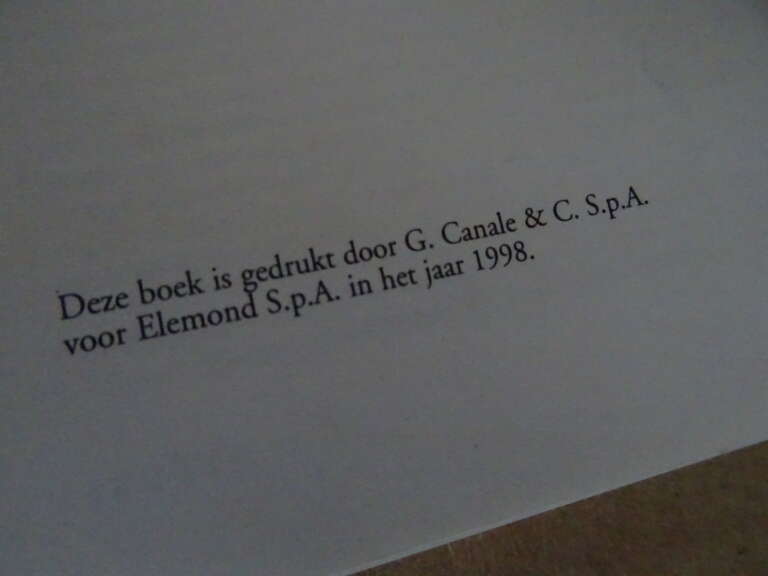 Deze boek is gedrukt door G. Canale & C. S.p.A.
voor Elemond S.p.A. in het jaar 1998.